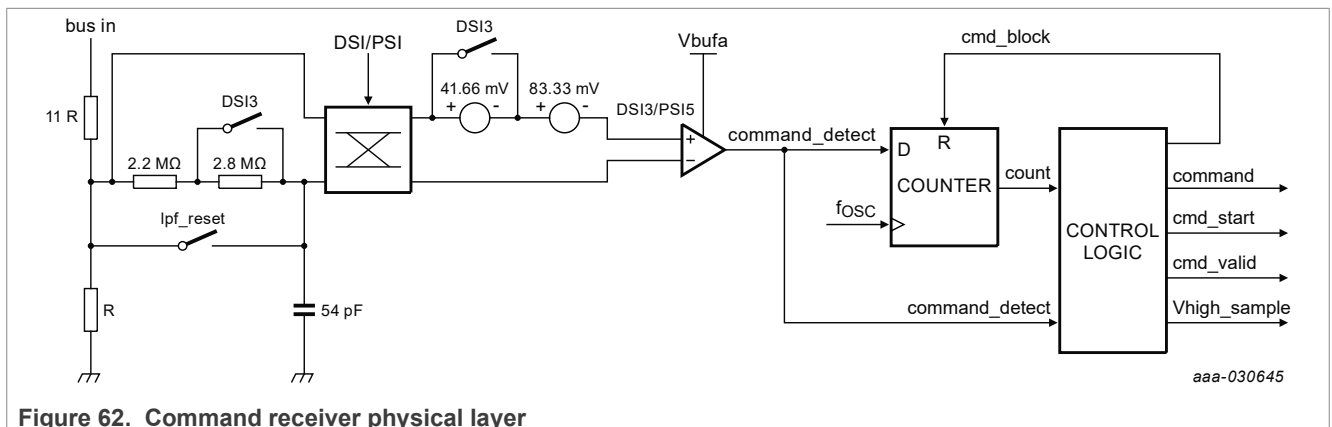 bus in
DSI3
Vbufa
cmd_block
DSI/PSI
41.66 mV
83.33 mV
+ -
+ -
11 R
DSI3
DSI3/PSI5
2.2 MΩ
2.8 MΩ
+
-
command_detect
D
R
COUNTER
count
command
lpf_reset
fOSC
CONTROL
LOGIC
cmd_start
cmd_valid
R
54 pF
command_detect
Vhigh_sample
aaa-030645
Figure 62. Command receiver physical layer